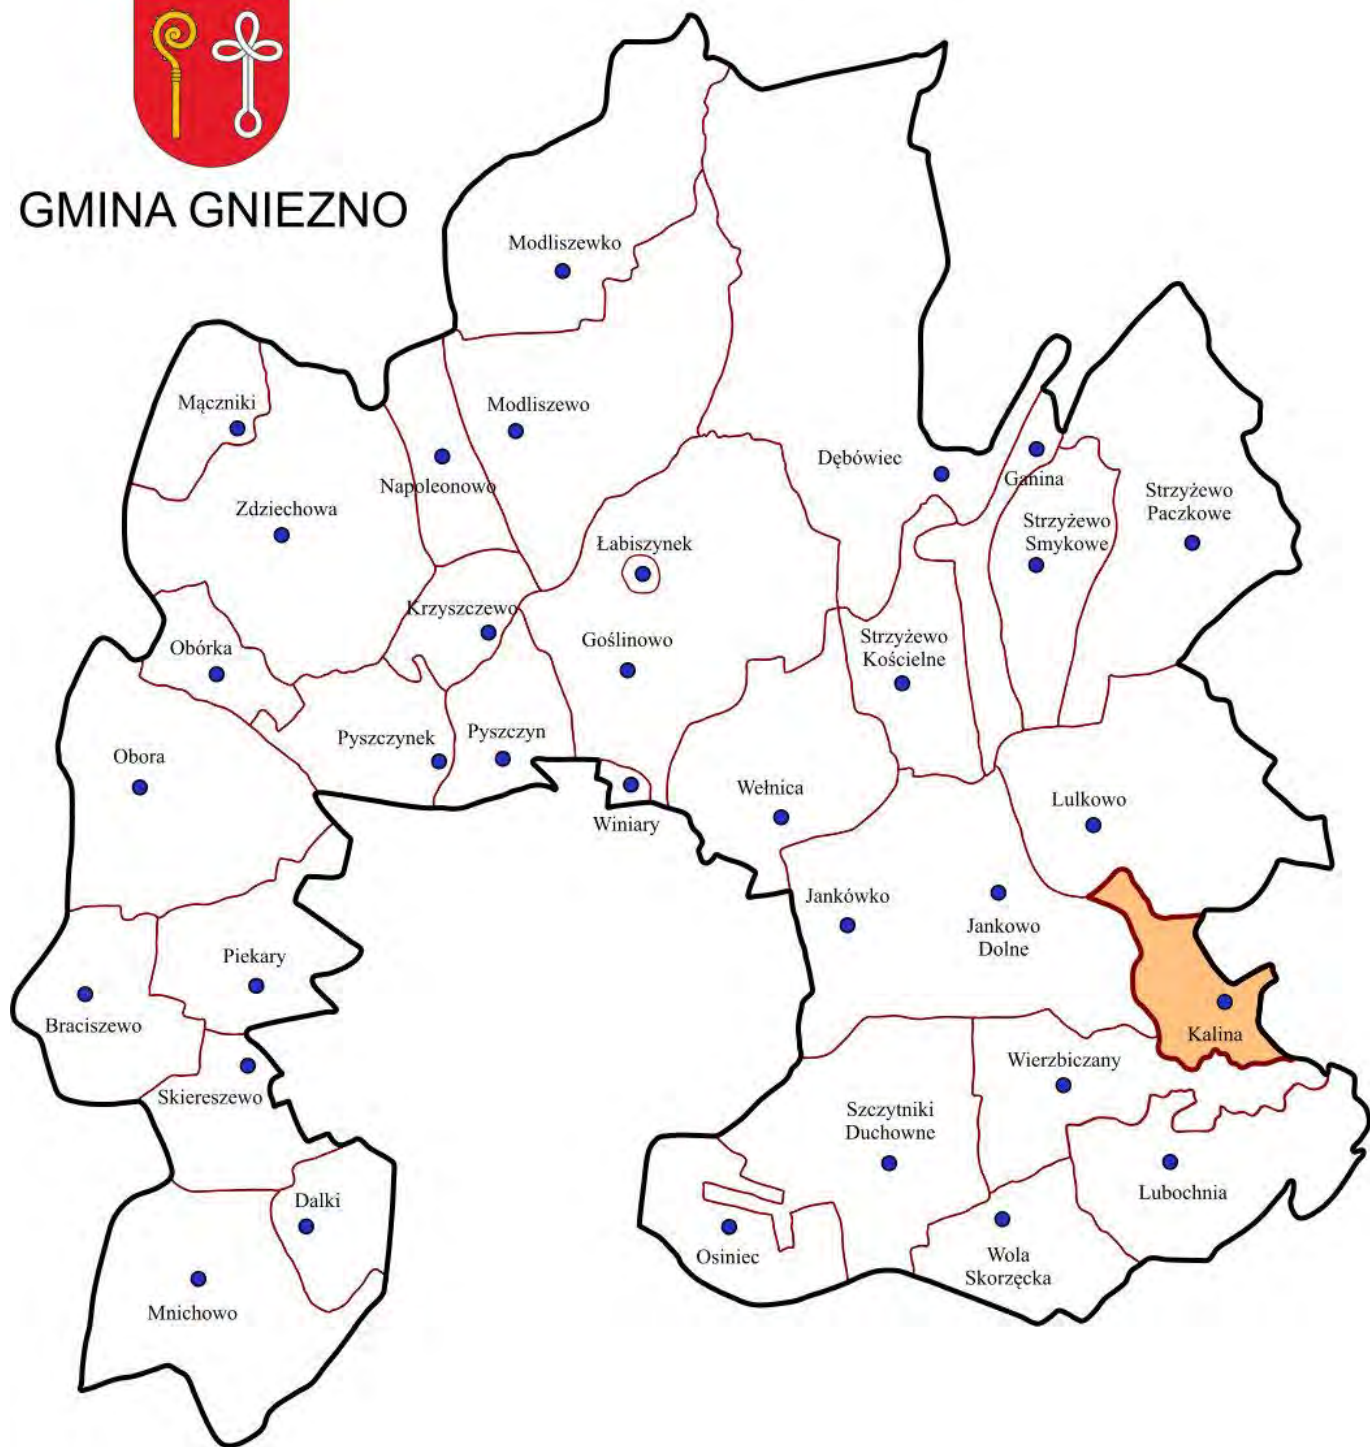 GMINA GNIEZNO
Modliszewko
Mączniki
Modliszewo
Napoleonowo
Zdziechowa
Dębówiec
Ganina
Strzyżewo
Paczkowe
Strzyżewo
Smykowe
Łabiszynek
Krzyszczewo
Goślinowo
Strzyżewo
Kościelne
Obórka
Pyszczynek
Pyszczyn
Obora
Wełnica
Winiary
Lulkowo
Jankówko
Jankowo
Dolne
Piekary
Braciszewo
Kalina
Wierzbiczany
Skiereszewo
Szczytniki
Duchowne
Lubochnia
Dalki
Osiniec
Wola
Skorzęcka
Mnichowo